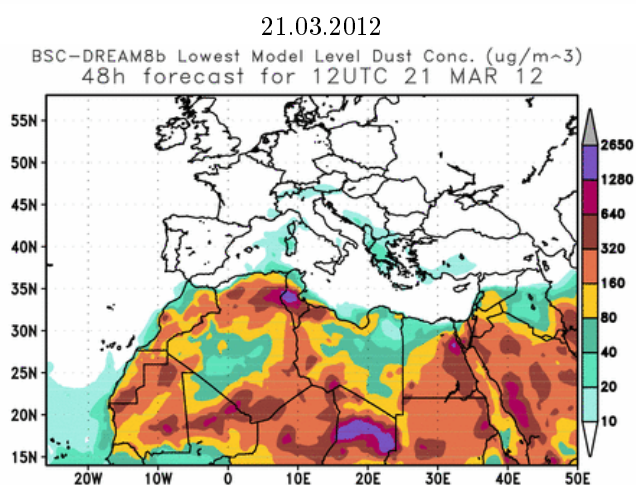 21.03.2012
BSC-DREAM8b Lowest Model Level Dust Conc. (ug/m^3)
48h forecast for 12UTC 21 MAR 12
55N
50N
45N
40N
35N
30N
25N
20N
15N
20W
10W
0
10E
20E
30E
40E
50E
2650
1280
640
320
160
80
40
20
10